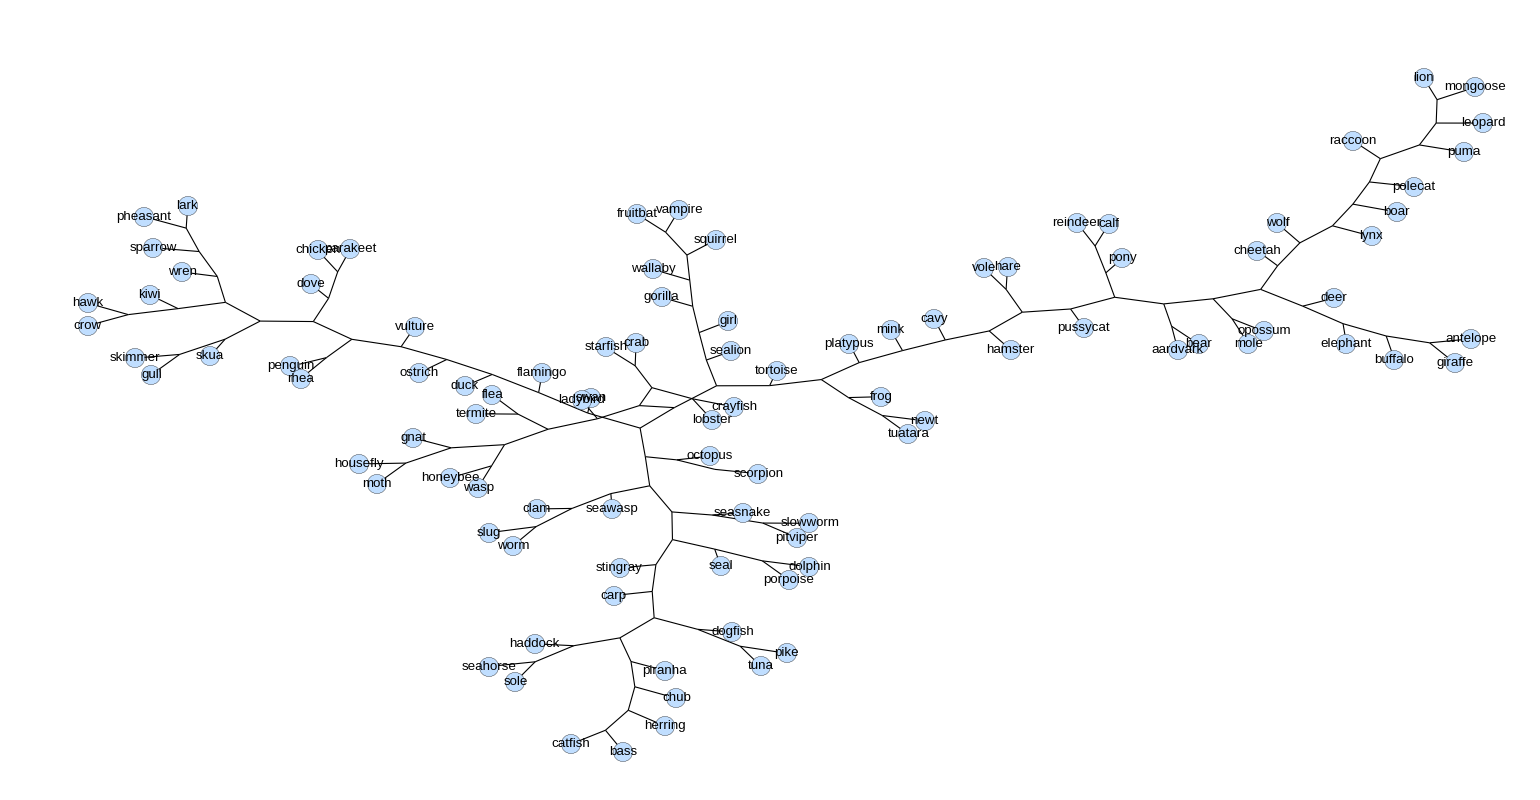 lion
mongoose
leopard
raccoon
puma
polecat
boar
lynx
wolf
cheetah
pheasant
lark
sparrow
wren
chicken
parakeet
dove
kiwi
hawk
crow
skimmer
gull
skua
penguin
rhea
vulture
ostrich
duck
flamingo
flea
ladybird
swan
termite
gnat
housefly
moth
honeybee
wasp
fruitbat
vampire
squirrel
wallaby
gorilla
girl
sealion
starfish
crab
crayfish
lobster
tortoise
platypus
mink
cavy
frog
newt
tuatara
vole
hare
hamster
reindeer
calf
pony
pussycat
aardvark
bear
opossum
mole
deer
elephant
buffalo
antelope
giraffe
octopus
scorpion
clam
seawasp
slug
worm
seasnake
slowworm
pitviper
stingray
seal
dolphin
porpoise
carp
dogfish
pike
tuna
haddock
seahorse
sole
piranha
chub
herring
catfish
bass